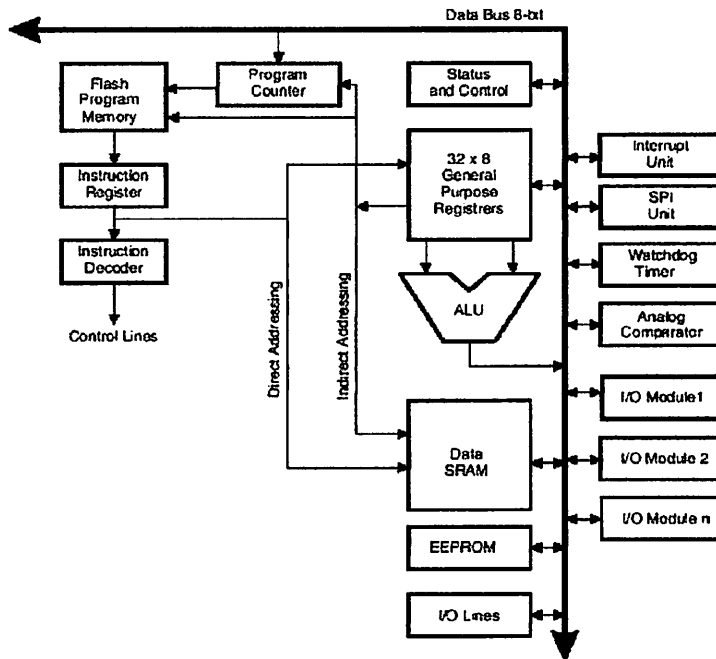 Data Bus 8-bit
Flash
Program
Memory
Program
Counter
Status
and Control
Instruction
Register
32 x 8
General
Purpose
Registrers
Interrupt
Unit
SPI
Unit
Instruction
Decoder
Watchdog
Timer
Control Lines
Direct Addressing
Indirect Addressing
ALU
Analog
Comparator
I/O Module1
Data
SRAM
I/O Module 2
I/O Module n
EEPROM
I/O Lines